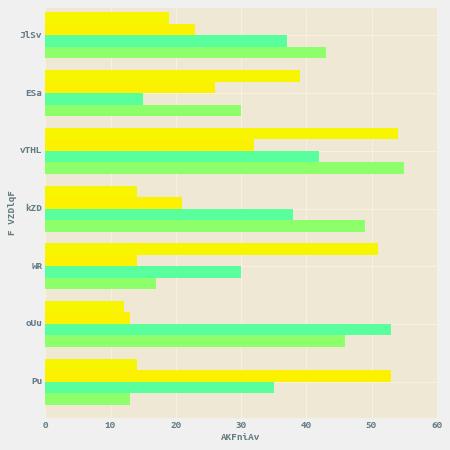 JlSv
ESa
vTHL
kZD
WR
oUu
Pu
F VZDlqF
0 10 20 30 40 50 60
AKFniAv